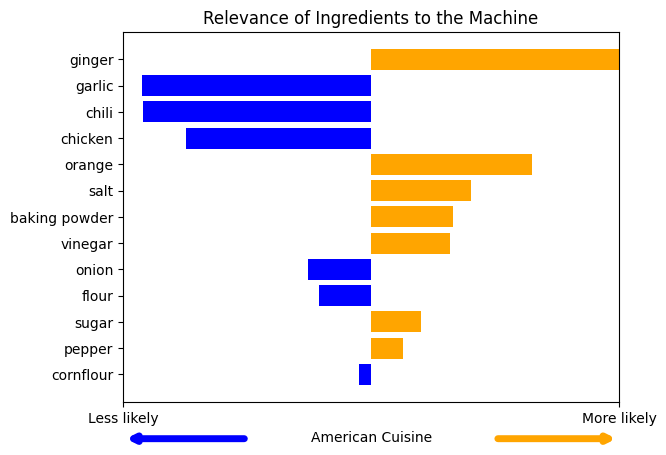 Relevance of Ingredients to the Machine
ginger
garlic
chili
chicken
orange
salt
baking powder
vinegar
onion
flour
sugar
pepper
cornflour
Less likely
More likely
American Cuisine